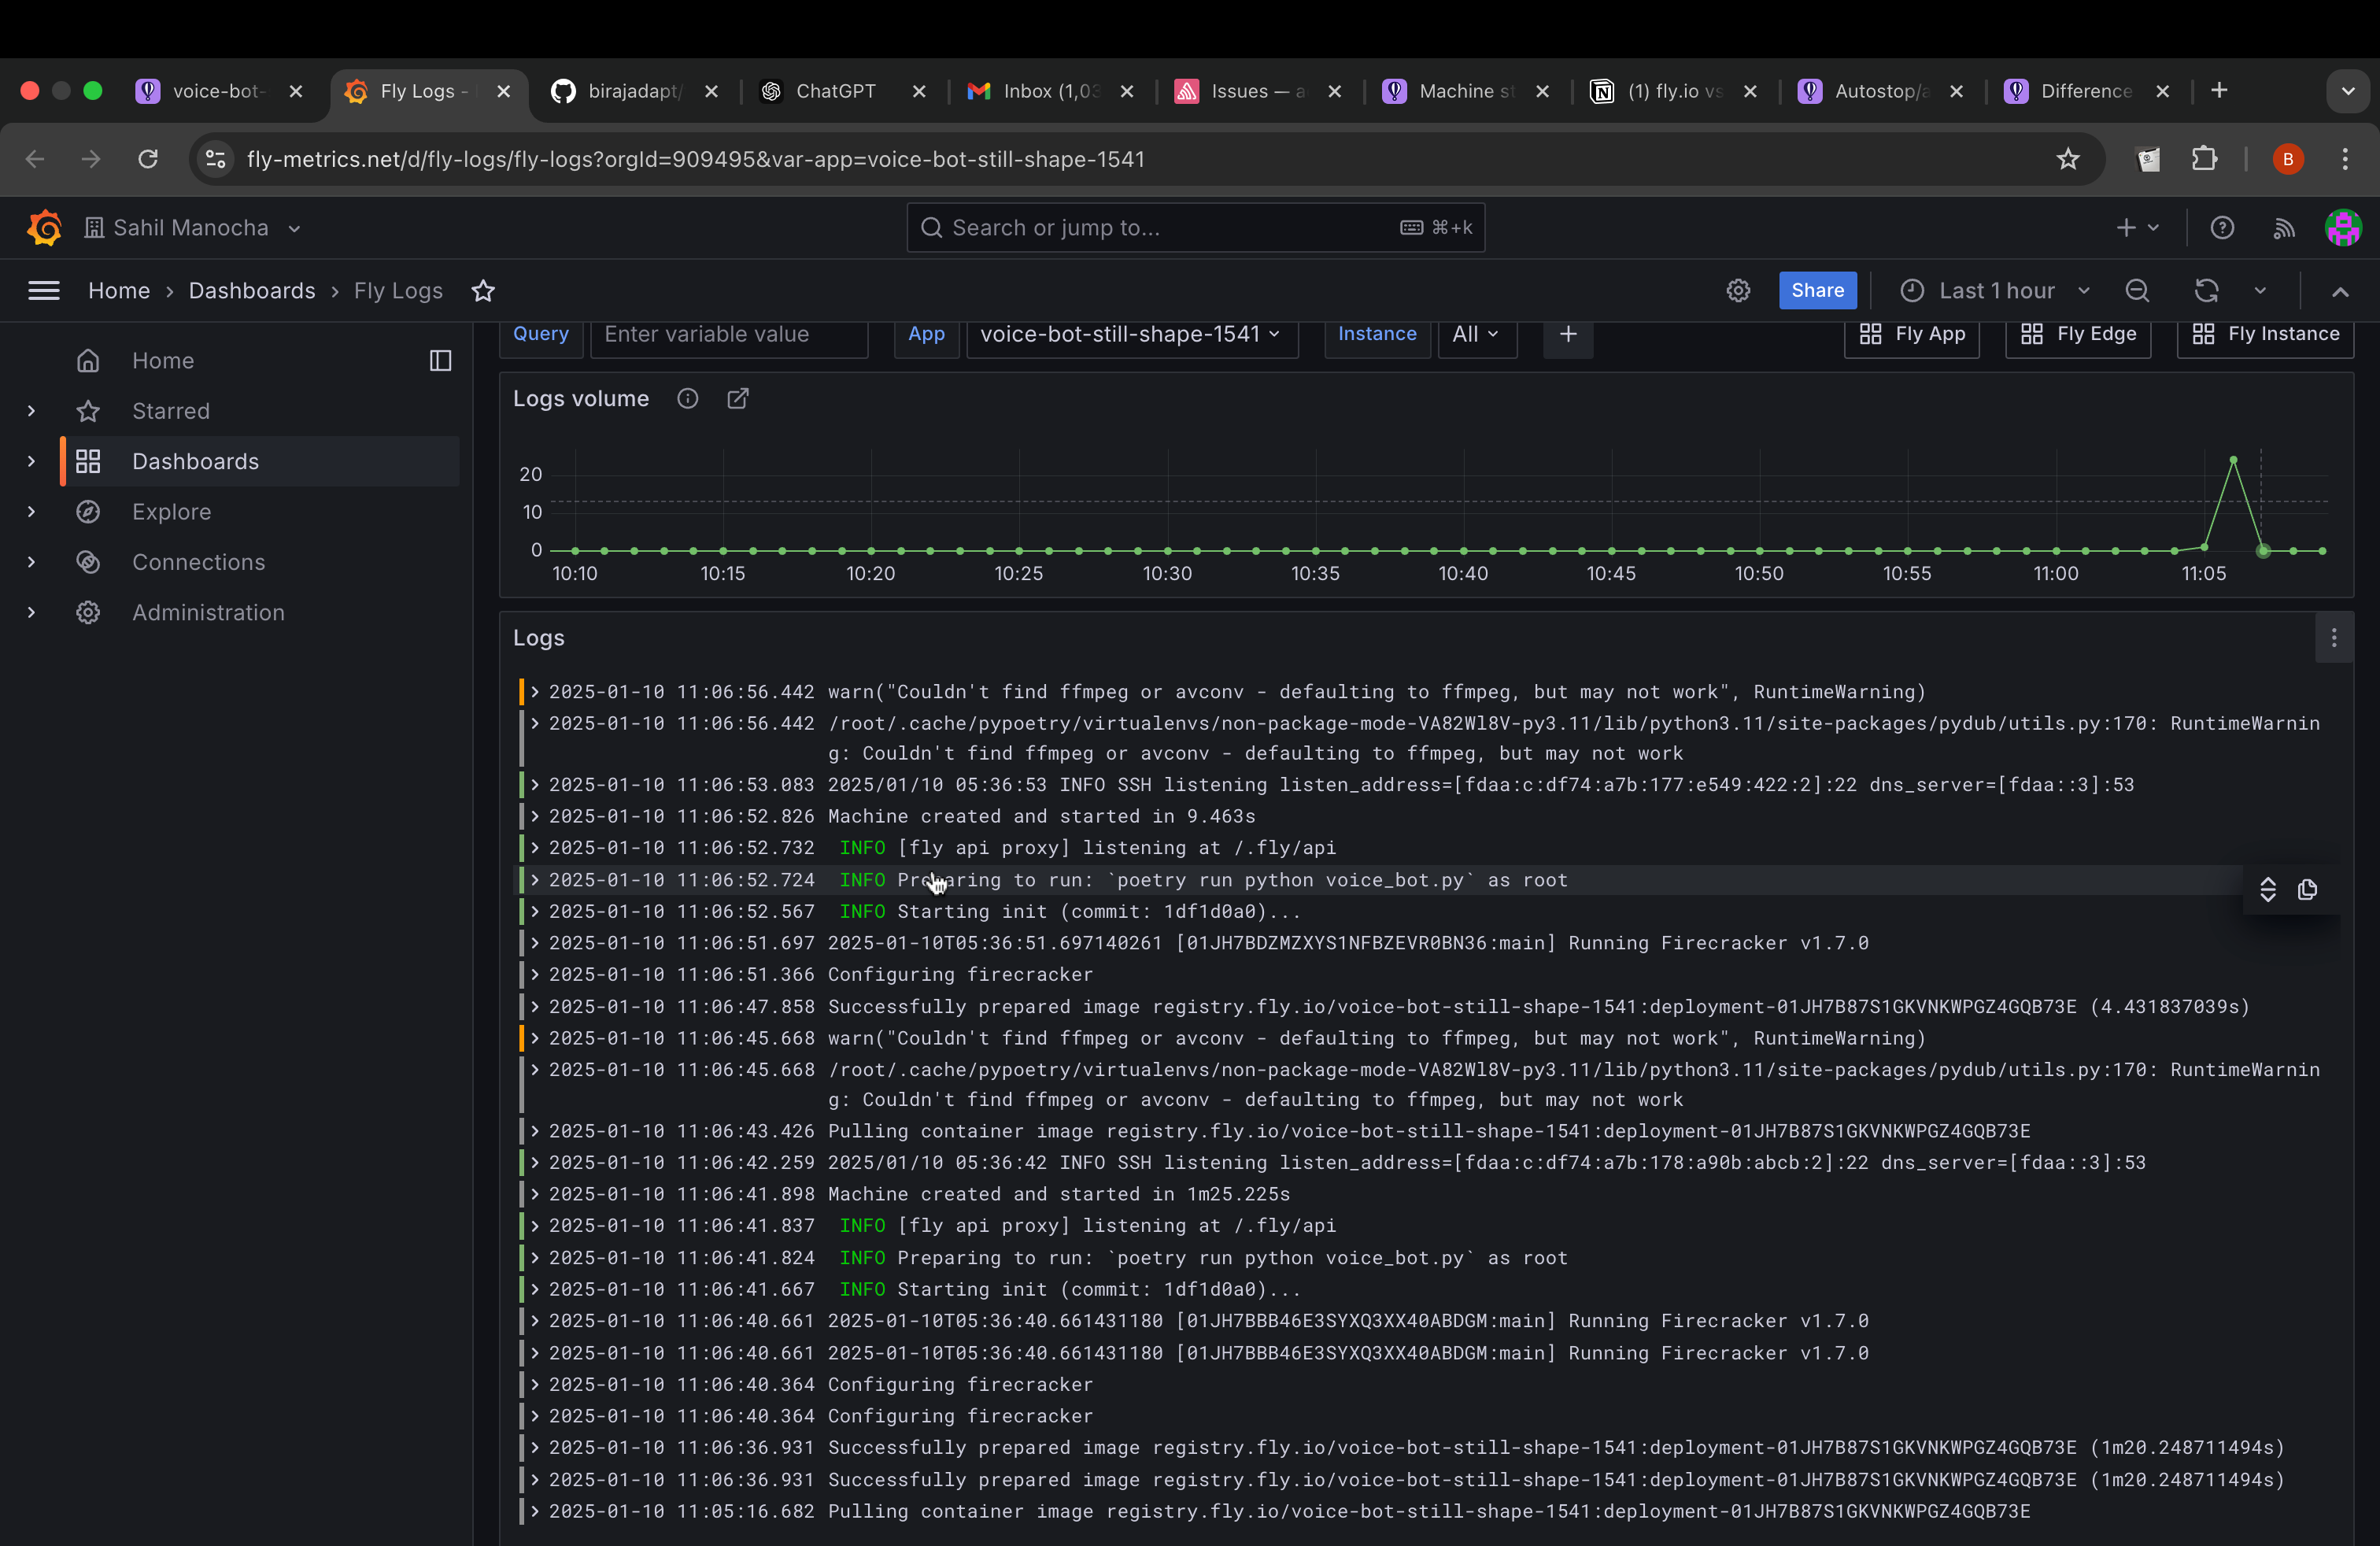 voice-bot-
Fly Logs -
birajadapt/
ChatGPT
Inbox (1,03
Issues — a
Machine st
(1) fly.io vs
Autostop/a
Difference
fly-metrics.net/d/fly-logs/fly-logs?orgId=909495&var-app=voice-bot-still-shape-1541
B
Sahil Manocha
Search or jump to...
⌘+k
Home › Dashboards › Fly Logs
Share
Last 1 hour
Query
Enter variable value
App
voice-bot-still-shape-1541
Instance
All
Fly App
Fly Edge
Fly Instance
Home
Starred
Dashboards
Explore
Connections
Administration
Logs volume
20
10
0
10:10 10:15 10:20 10:25 10:30 10:35 10:40 10:45 10:50 10:55 11:00 11:05
Logs
2025-01-10 11:06:56.442 warn("Couldn't find ffmpeg or avconv - defaulting to ffmpeg, but may not work", RuntimeWarning)
2025-01-10 11:06:56.442 /root/.cache/pypoetry/virtualenvs/non-package-mode-VA82Wl8V-py3.11/lib/python3.11/site-packages/pydub/utils.py:170: RuntimeWarnin
g: Couldn't find ffmpeg or avconv - defaulting to ffmpeg, but may not work
2025-01-10 11:06:53.083 2025/01/10 05:36:53 INFO SSH listening listen_address=[fdaa:c:df74:a7b:177:e549:422:2]:22 dns_server=[fdaa::3]:53
2025-01-10 11:06:52.826 Machine created and started in 9.463s
2025-01-10 11:06:52.732 INFO [fly api proxy] listening at /.fly/api
2025-01-10 11:06:52.724 INFO Preparing to run: `poetry run python voice_bot.py` as root
2025-01-10 11:06:52.567 INFO Starting init (commit: 1df1d0a0)...
2025-01-10 11:06:51.697 2025-01-10T05:36:51.697140261 [01JH7BDZMZXYS1NFBZEVR0BN36:main] Running Firecracker v1.7.0
2025-01-10 11:06:51.366 Configuring firecracker
2025-01-10 11:06:47.858 Successfully prepared image registry.fly.io/voice-bot-still-shape-1541:deployment-01JH7B87S1GKVNKWPGZ4GQB73E (4.431837039s)
2025-01-10 11:06:45.668 warn("Couldn't find ffmpeg or avconv - defaulting to ffmpeg, but may not work", RuntimeWarning)
2025-01-10 11:06:45.668 /root/.cache/pypoetry/virtualenvs/non-package-mode-VA82Wl8V-py3.11/lib/python3.11/site-packages/pydub/utils.py:170: RuntimeWarnin
g: Couldn't find ffmpeg or avconv - defaulting to ffmpeg, but may not work
2025-01-10 11:06:43.426 Pulling container image registry.fly.io/voice-bot-still-shape-1541:deployment-01JH7B87S1GKVNKWPGZ4GQB73E
2025-01-10 11:06:42.259 2025/01/10 05:36:42 INFO SSH listening listen_address=[fdaa:c:df74:a7b:178:a90b:abcb:2]:22 dns_server=[fdaa::3]:53
2025-01-10 11:06:41.898 Machine created and started in 1m25.225s
2025-01-10 11:06:41.837 INFO [fly api proxy] listening at /.fly/api
2025-01-10 11:06:41.824 INFO Preparing to run: `poetry run python voice_bot.py` as root
2025-01-10 11:06:41.667 INFO Starting init (commit: 1df1d0a0)...
2025-01-10 11:06:40.661 2025-01-10T05:36:40.661431180 [01JH7BBB46E3SYXQ3XX40ABDGM:main] Running Firecracker v1.7.0
2025-01-10 11:06:40.661 2025-01-10T05:36:40.661431180 [01JH7BBB46E3SYXQ3XX40ABDGM:main] Running Firecracker v1.7.0
2025-01-10 11:06:40.364 Configuring firecracker
2025-01-10 11:06:40.364 Configuring firecracker
2025-01-10 11:06:36.931 Successfully prepared image registry.fly.io/voice-bot-still-shape-1541:deployment-01JH7B87S1GKVNKWPGZ4GQB73E (1m20.248711494s)
2025-01-10 11:06:36.931 Successfully prepared image registry.fly.io/voice-bot-still-shape-1541:deployment-01JH7B87S1GKVNKWPGZ4GQB73E (1m20.248711494s)
2025-01-10 11:05:16.682 Pulling container image registry.fly.io/voice-bot-still-shape-1541:deployment-01JH7B87S1GKVNKWPGZ4GQB73E